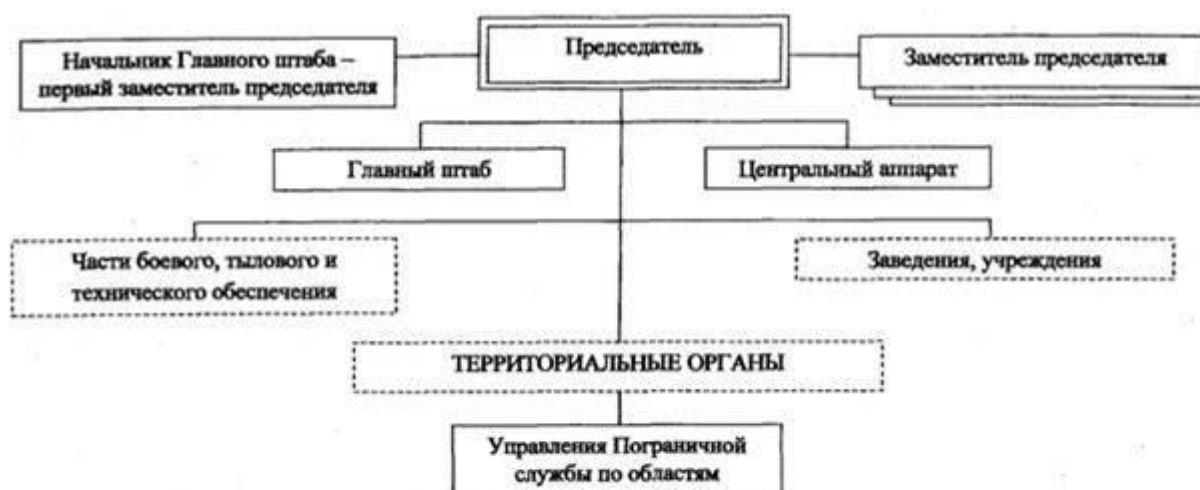 Председатель
Начальник Главного штаба –
первый заместитель председателя
Заместитель председателя
Главный штаб
Центральный аппарат
Части боевого, тылового и
технического обеспечения
Заведения, учреждения
ТЕРРИТОРИАЛЬНЫЕ ОРГАНЫ
Управления Пограничной
службы по областям